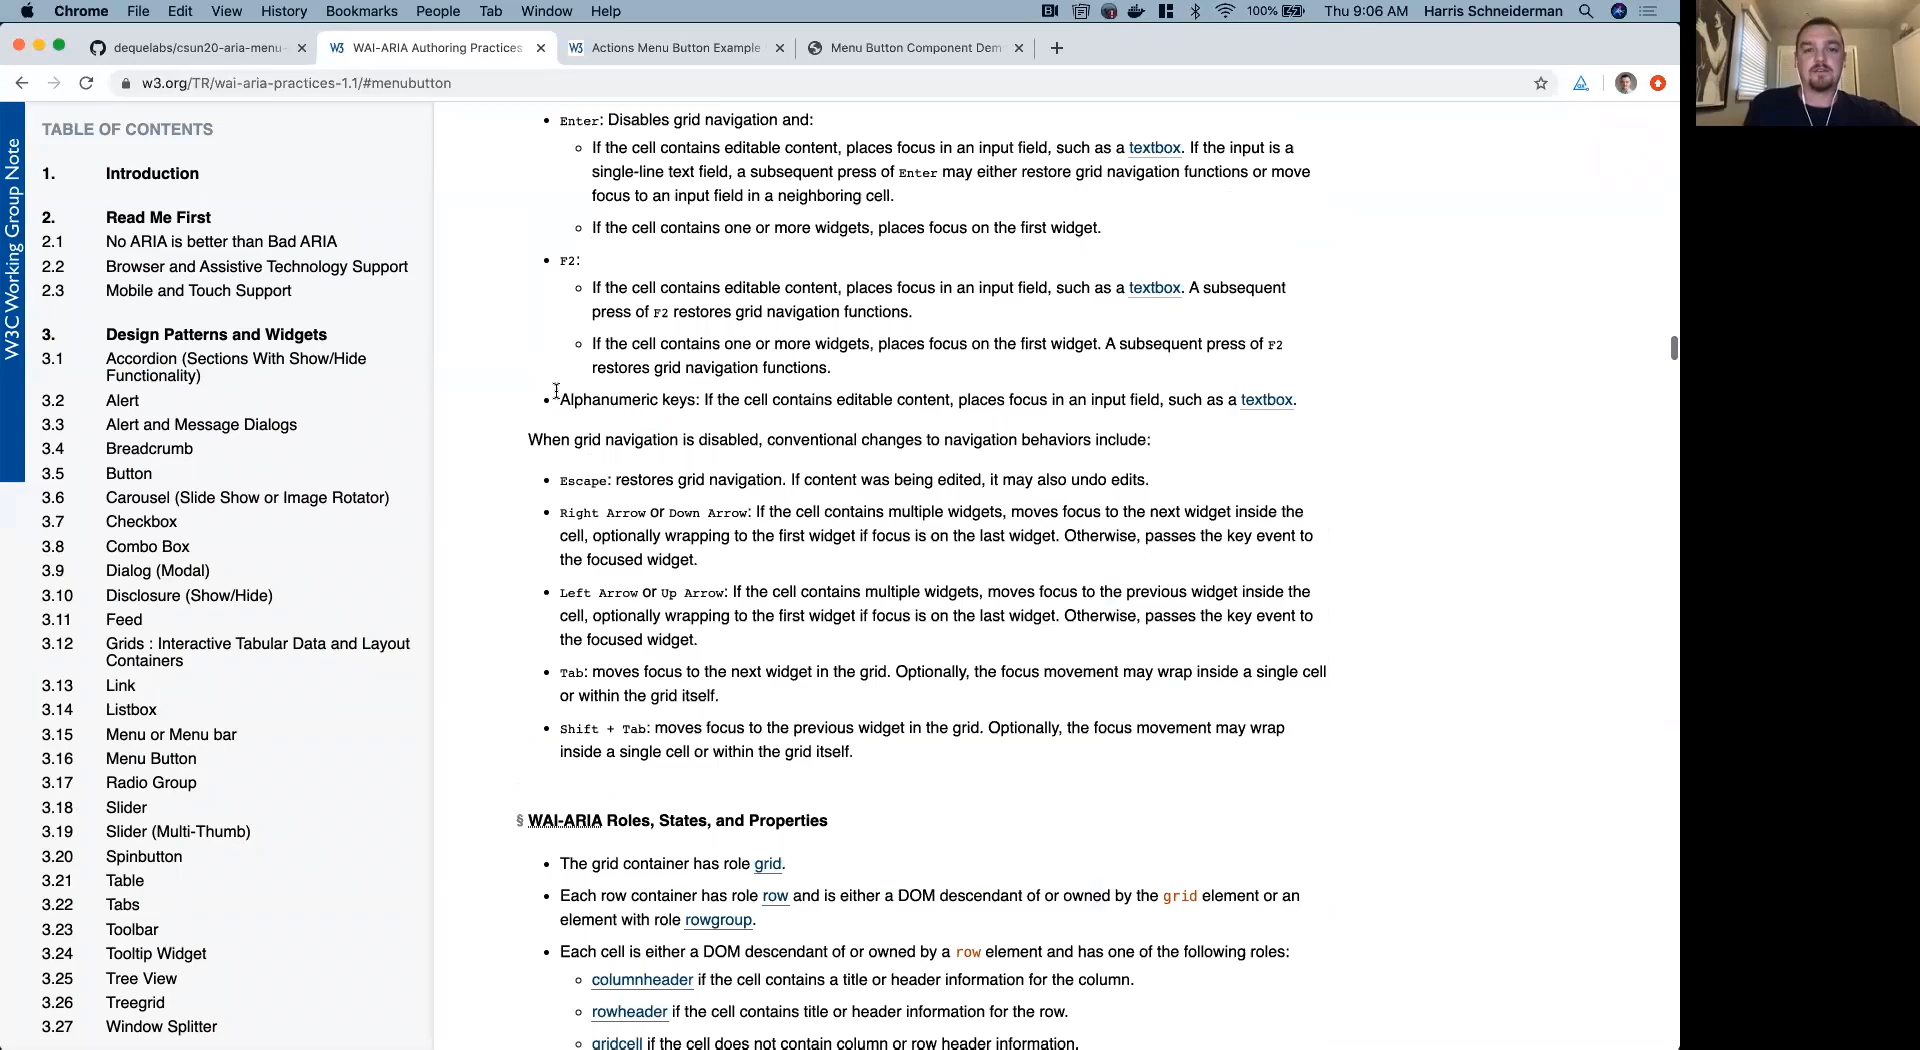 Chrome File Edit View History Bookmarks People Tab Window Help 100% Thu 9:06 AM Harris Schneiderman
dequelabs/csun20-aria-menu- WAI-ARIA Authoring Practices Actions Menu Button Example Menu Button Component Dem
w3.org/TR/wai-aria-practices-1.1/#menubutton
W3C Working Group Note
TABLE OF CONTENTS
1. Introduction
2. Read Me First
2.1 No ARIA is better than Bad ARIA
2.2 Browser and Assistive Technology Support
2.3 Mobile and Touch Support
3. Design Patterns and Widgets
3.1 Accordion (Sections With Show/Hide
Functionality)
3.2 Alert
3.3 Alert and Message Dialogs
3.4 Breadcrumb
3.5 Button
3.6 Carousel (Slide Show or Image Rotator)
3.7 Checkbox
3.8 Combo Box
3.9 Dialog (Modal)
3.10 Disclosure (Show/Hide)
3.11 Feed
3.12 Grids : Interactive Tabular Data and Layout
Containers
3.13 Link
3.14 Listbox
3.15 Menu or Menu bar
3.16 Menu Button
3.17 Radio Group
3.18 Slider
3.19 Slider (Multi-Thumb)
3.20 Spinbutton
3.21 Table
3.22 Tabs
3.23 Toolbar
3.24 Tooltip Widget
3.25 Tree View
3.26 Treegrid
3.27 Window Splitter
• Enter: Disables grid navigation and:
◦ If the cell contains editable content, places focus in an input field, such as a textbox. If the input is a
single-line text field, a subsequent press of Enter may either restore grid navigation functions or move
focus to an input field in a neighboring cell.
◦ If the cell contains one or more widgets, places focus on the first widget.
• F2:
◦ If the cell contains editable content, places focus in an input field, such as a textbox. A subsequent
press of F2 restores grid navigation functions.
◦ If the cell contains one or more widgets, places focus on the first widget. A subsequent press of F2
restores grid navigation functions.
• Alphanumeric keys: If the cell contains editable content, places focus in an input field, such as a textbox.
When grid navigation is disabled, conventional changes to navigation behaviors include:
• Escape: restores grid navigation. If content was being edited, it may also undo edits.
• Right Arrow or Down Arrow: If the cell contains multiple widgets, moves focus to the next widget inside the
cell, optionally wrapping to the first widget if focus is on the last widget. Otherwise, passes the key event to
the focused widget.
• Left Arrow or Up Arrow: If the cell contains multiple widgets, moves focus to the previous widget inside the
cell, optionally wrapping to the first widget if focus is on the last widget. Otherwise, passes the key event to
the focused widget.
• Tab: moves focus to the next widget in the grid. Optionally, the focus movement may wrap inside a single cell
or within the grid itself.
• Shift + Tab: moves focus to the previous widget in the grid. Optionally, the focus movement may wrap
inside a single cell or within the grid itself.
§ WAI-ARIA Roles, States, and Properties
• The grid container has role grid.
• Each row container has role row and is either a DOM descendant of or owned by the grid element or an
element with role rowgroup.
• Each cell is either a DOM descendant of or owned by a row element and has one of the following roles:
◦ columnheader if the cell contains a title or header information for the column.
◦ rowheader if the cell contains title or header information for the row.
◦ gridcell if the cell does not contain column or row header information.